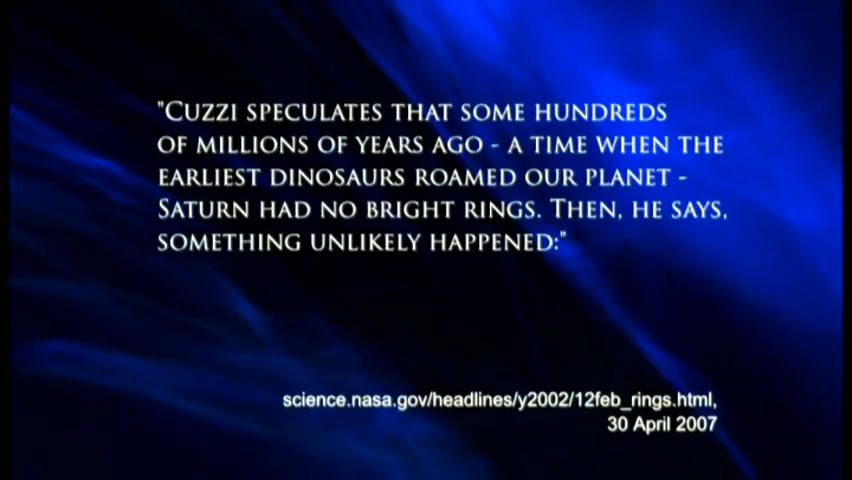 "Cuzzi speculates that some hundreds
of millions of years ago - a time when the
earliest dinosaurs roamed our planet -
Saturn had no bright rings. Then, he says,
something unlikely happened:"
science.nasa.gov/headlines/y2002/12feb_rings.html,
30 April 2007